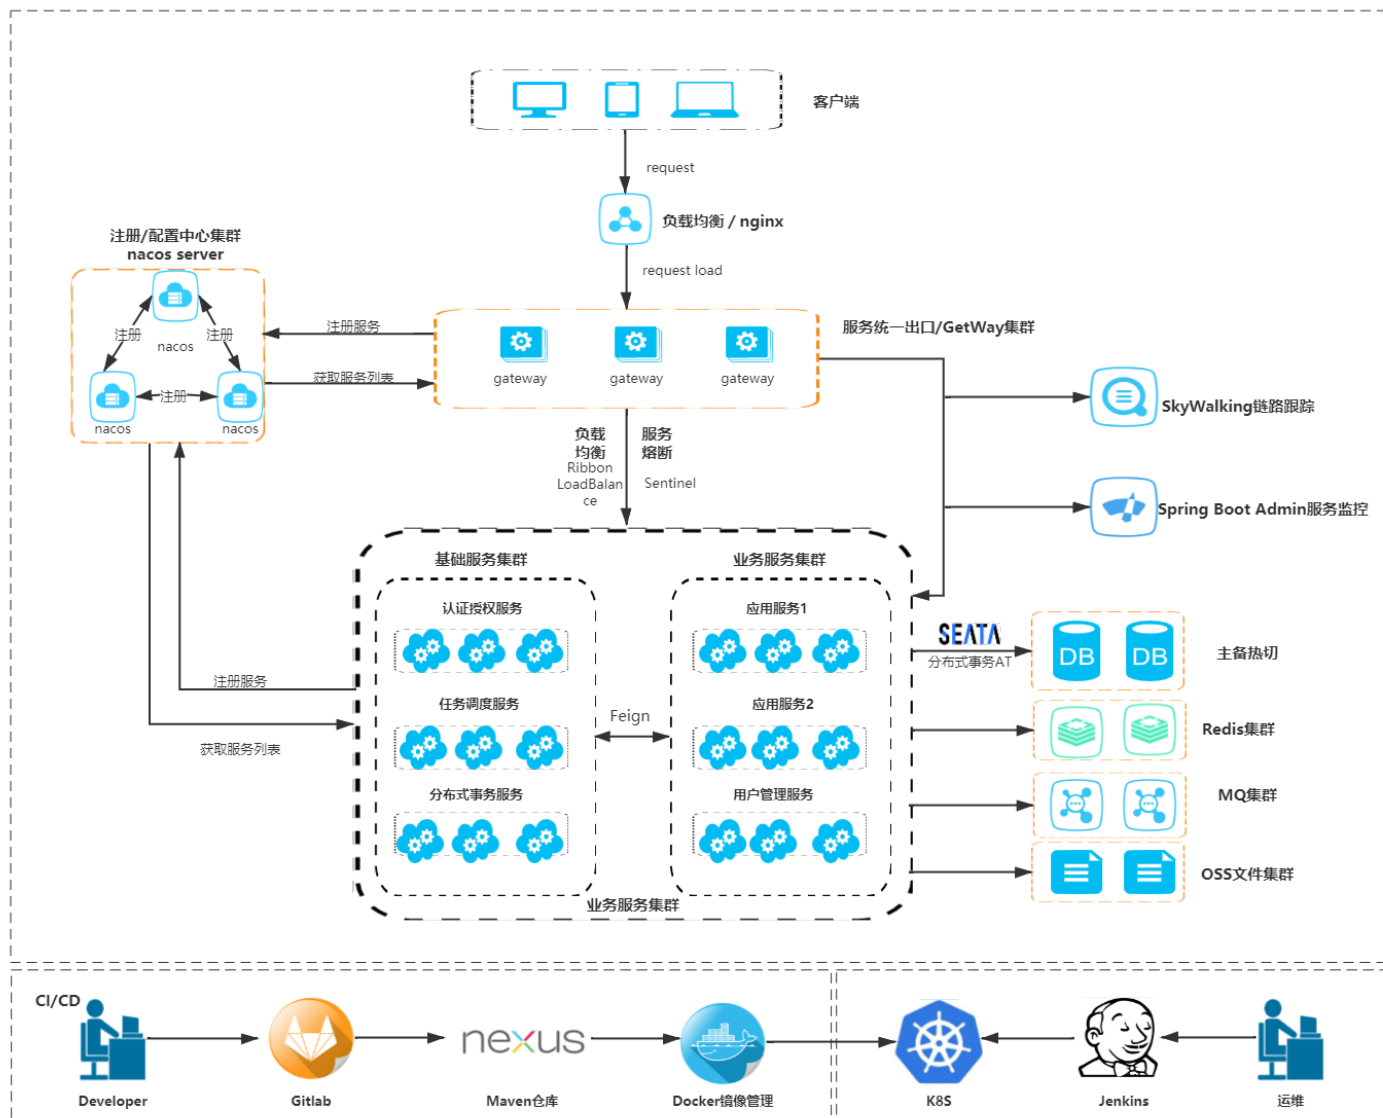 客户端
request
负载均衡 / nginx
request load
注册/配置中心集群
nacos server
注册
注册
nacos
注册
nacos
nacos
注册服务
获取服务列表
服务统一出口/GetWay集群
gateway
gateway
gateway
SkyWalking链路跟踪
Spring Boot Admin服务监控
负载
均衡
Ribbon
LoadBalan
ce
服务
熔断
Sentinel
基础服务集群
业务服务集群
认证授权服务
应用服务1
任务调度服务
应用服务2
Feign
分布式事务服务
用户管理服务
业务服务集群
注册服务
获取服务列表
SEATA
分布式事务AT
DB
DB
主备热切
Redis集群
MQ集群
OSS文件集群
CI/CD
nexus
Developer
Gitlab
Maven仓库
Docker镜像管理
K8S
Jenkins
运维